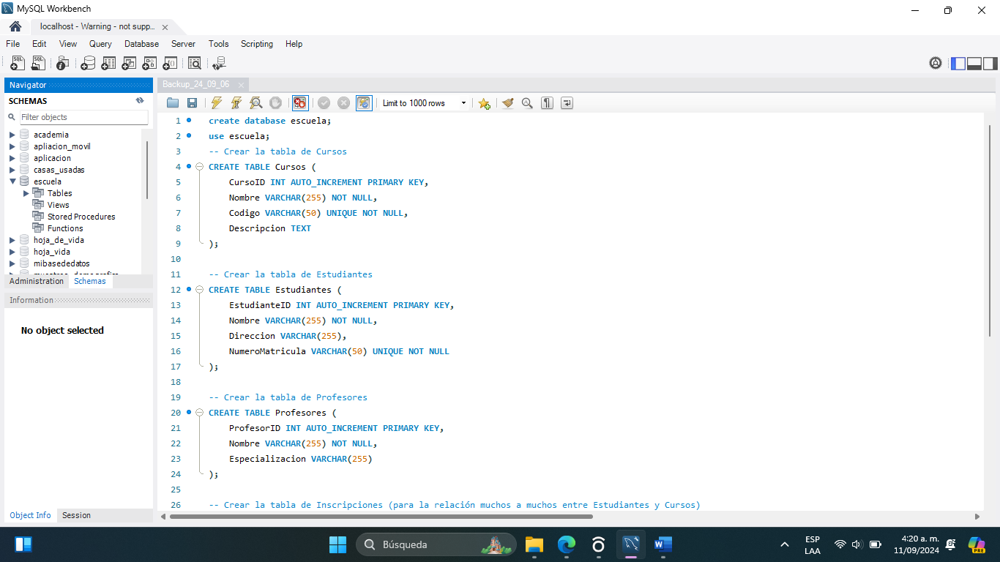 MySQL Workbench
localhost - Warning - not supp...
File Edit View Query Database Server Tools Scripting Help
Navigator
SCHEMAS
Filter objects
academia
apliacion_movil
aplicacion
casas_usadas
escuela
Tables
Views
Stored Procedures
Functions
hoja_de_vida
hoja_vida
mibasededatos
Administration Schemas
Information
No object selected
Object Info Session
Backup_24_09_06
Limit to 1000 rows
1 create database escuela;
2 use escuela;
3 -- Crear la tabla de Cursos
4 CREATE TABLE Cursos (
5 CursoID INT AUTO_INCREMENT PRIMARY KEY,
6 Nombre VARCHAR(255) NOT NULL,
7 Codigo VARCHAR(50) UNIQUE NOT NULL,
8 Descripcion TEXT
9 );
10
11 -- Crear la tabla de Estudiantes
12 CREATE TABLE Estudiantes (
13 EstudianteID INT AUTO_INCREMENT PRIMARY KEY,
14 Nombre VARCHAR(255) NOT NULL,
15 Direccion VARCHAR(255),
16 NumeroMatricula VARCHAR(50) UNIQUE NOT NULL
17 );
18
19 -- Crear la tabla de Profesores
20 CREATE TABLE Profesores (
21 ProfesorID INT AUTO_INCREMENT PRIMARY KEY,
22 Nombre VARCHAR(255) NOT NULL,
23 Especializacion VARCHAR(255)
24 );
25
26 -- Crear la tabla de Inscripciones (para la relación muchos a muchos entre Estudiantes y Cursos)
Búsqueda
ESP
LAA
4:20 a. m.
11/09/2024
PRE